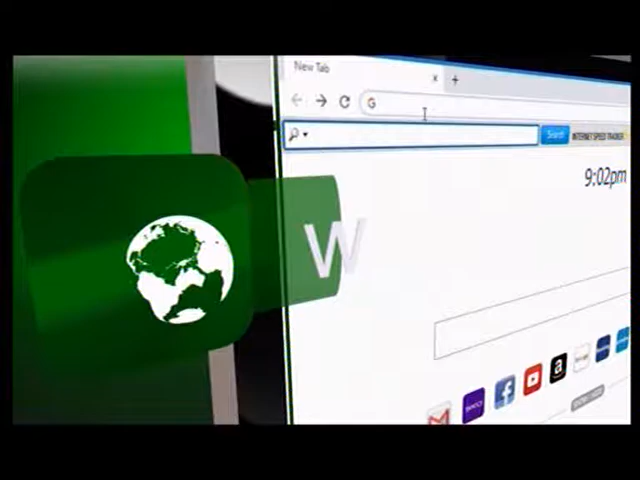 New Tab
G
Search
INTERNET SPEED TRACKER
9:02pm
W
a